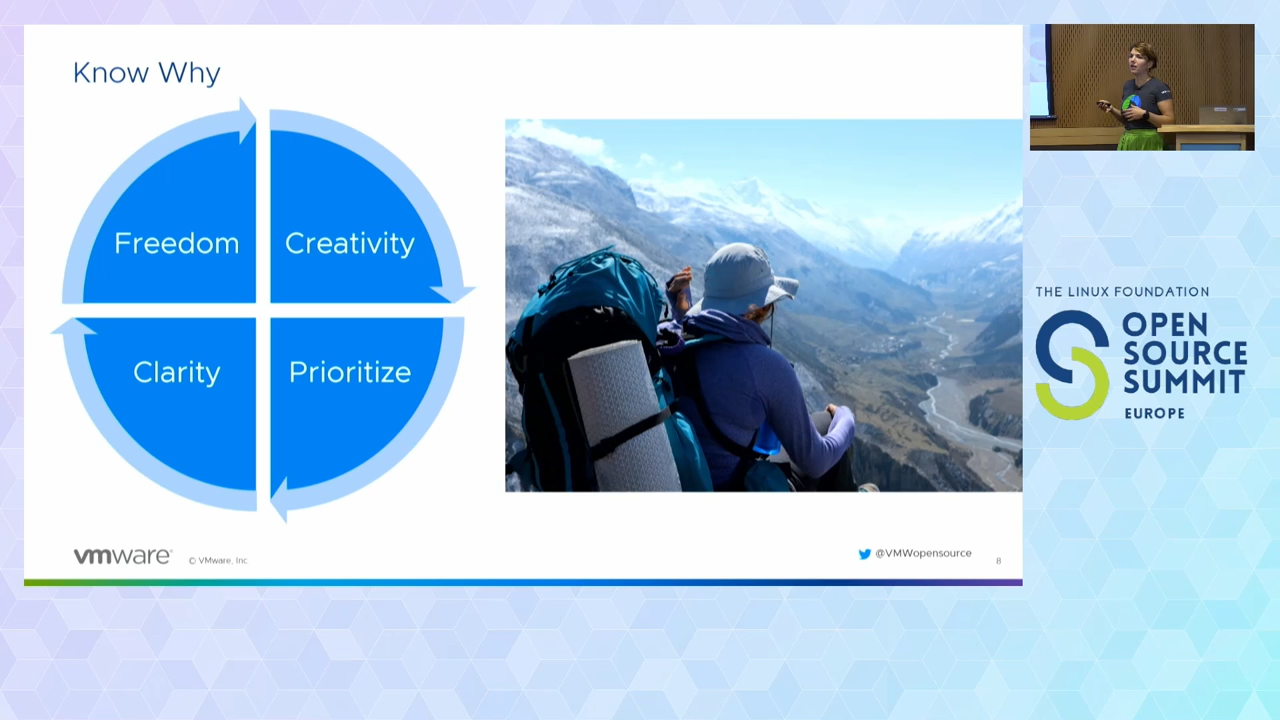 Know Why
Freedom
Creativity
Clarity
Prioritize
vmware
© VMware, Inc
@VMWopensource
8
THE LINUX FOUNDATION
OPEN
SOURCE
SUMMIT
EUROPE